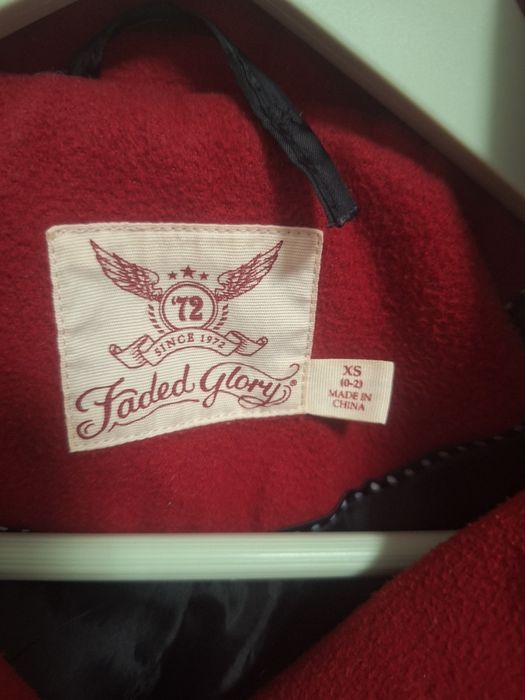 '72
SINCE 1972
Faded Glory®
XS
(0-2)
MADE IN
CHINA